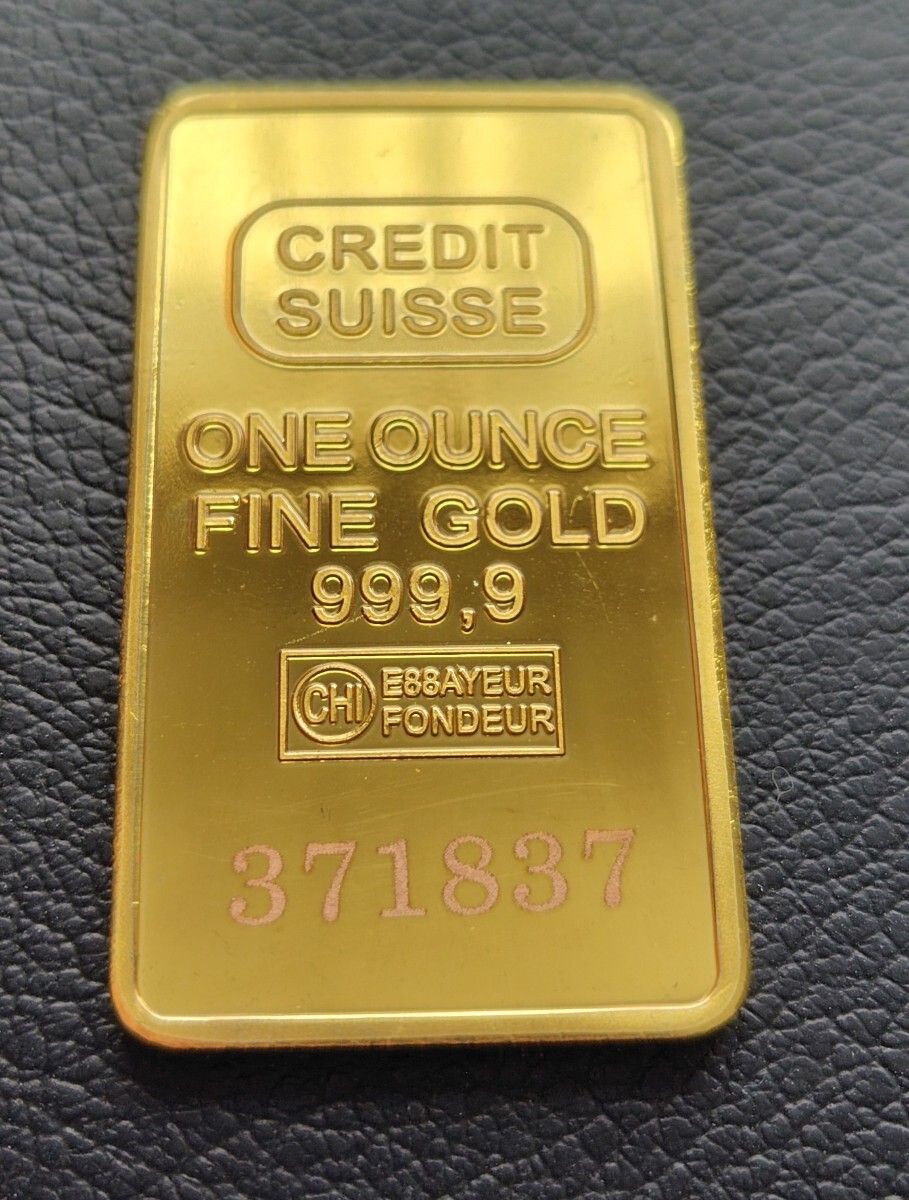 CREDIT
SUISSE
ONE OUNCE
FINE GOLD
999,9
CHI
E88AYEUR
FONDEUR
371837